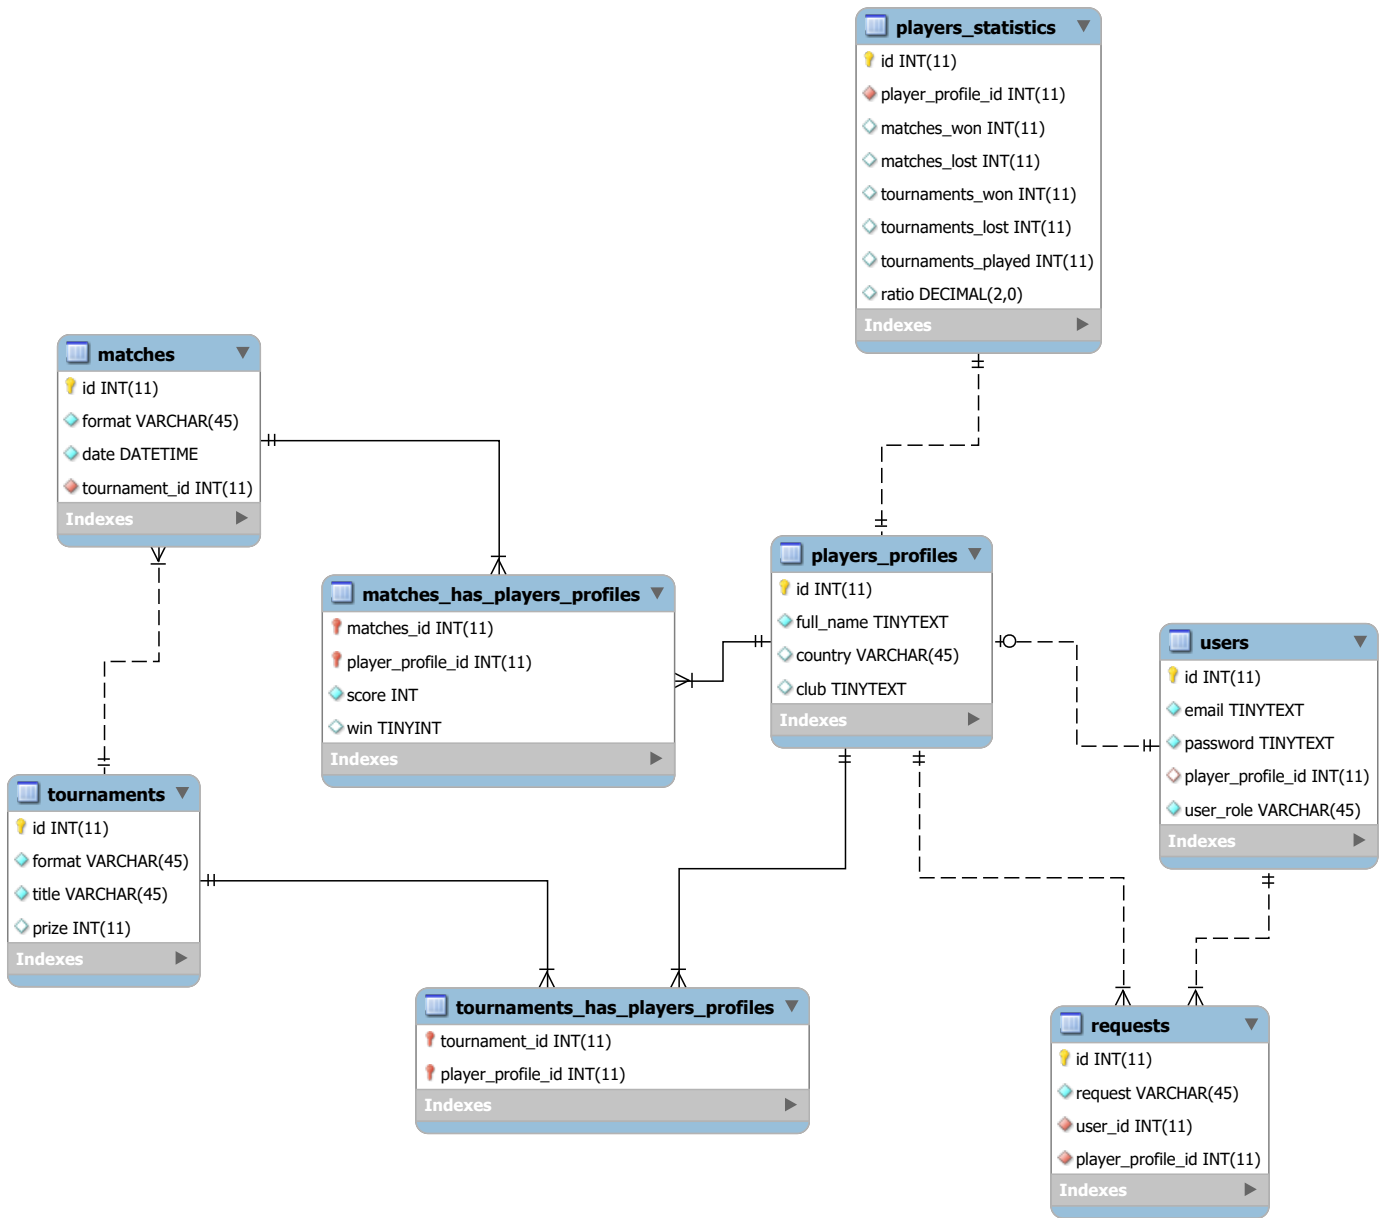 players_statistics
id INT(11)
player_profile_id INT(11)
matches_won INT(11)
matches_lost INT(11)
tournaments_won INT(11)
tournaments_lost INT(11)
tournaments_played INT(11)
ratio DECIMAL(2,0)
Indexes
matches
id INT(11)
format VARCHAR(45)
date DATETIME
tournament_id INT(11)
Indexes
matches_has_players_profiles
matches_id INT(11)
player_profile_id INT(11)
score INT
win TINYINT
Indexes
players_profiles
id INT(11)
full_name TINYTEXT
country VARCHAR(45)
club TINYTEXT
Indexes
users
id INT(11)
email TINYTEXT
password TINYTEXT
player_profile_id INT(11)
user_role VARCHAR(45)
Indexes
tournaments
id INT(11)
format VARCHAR(45)
title VARCHAR(45)
prize INT(11)
Indexes
tournaments_has_players_profiles
tournament_id INT(11)
player_profile_id INT(11)
Indexes
requests
id INT(11)
request VARCHAR(45)
user_id INT(11)
player_profile_id INT(11)
Indexes